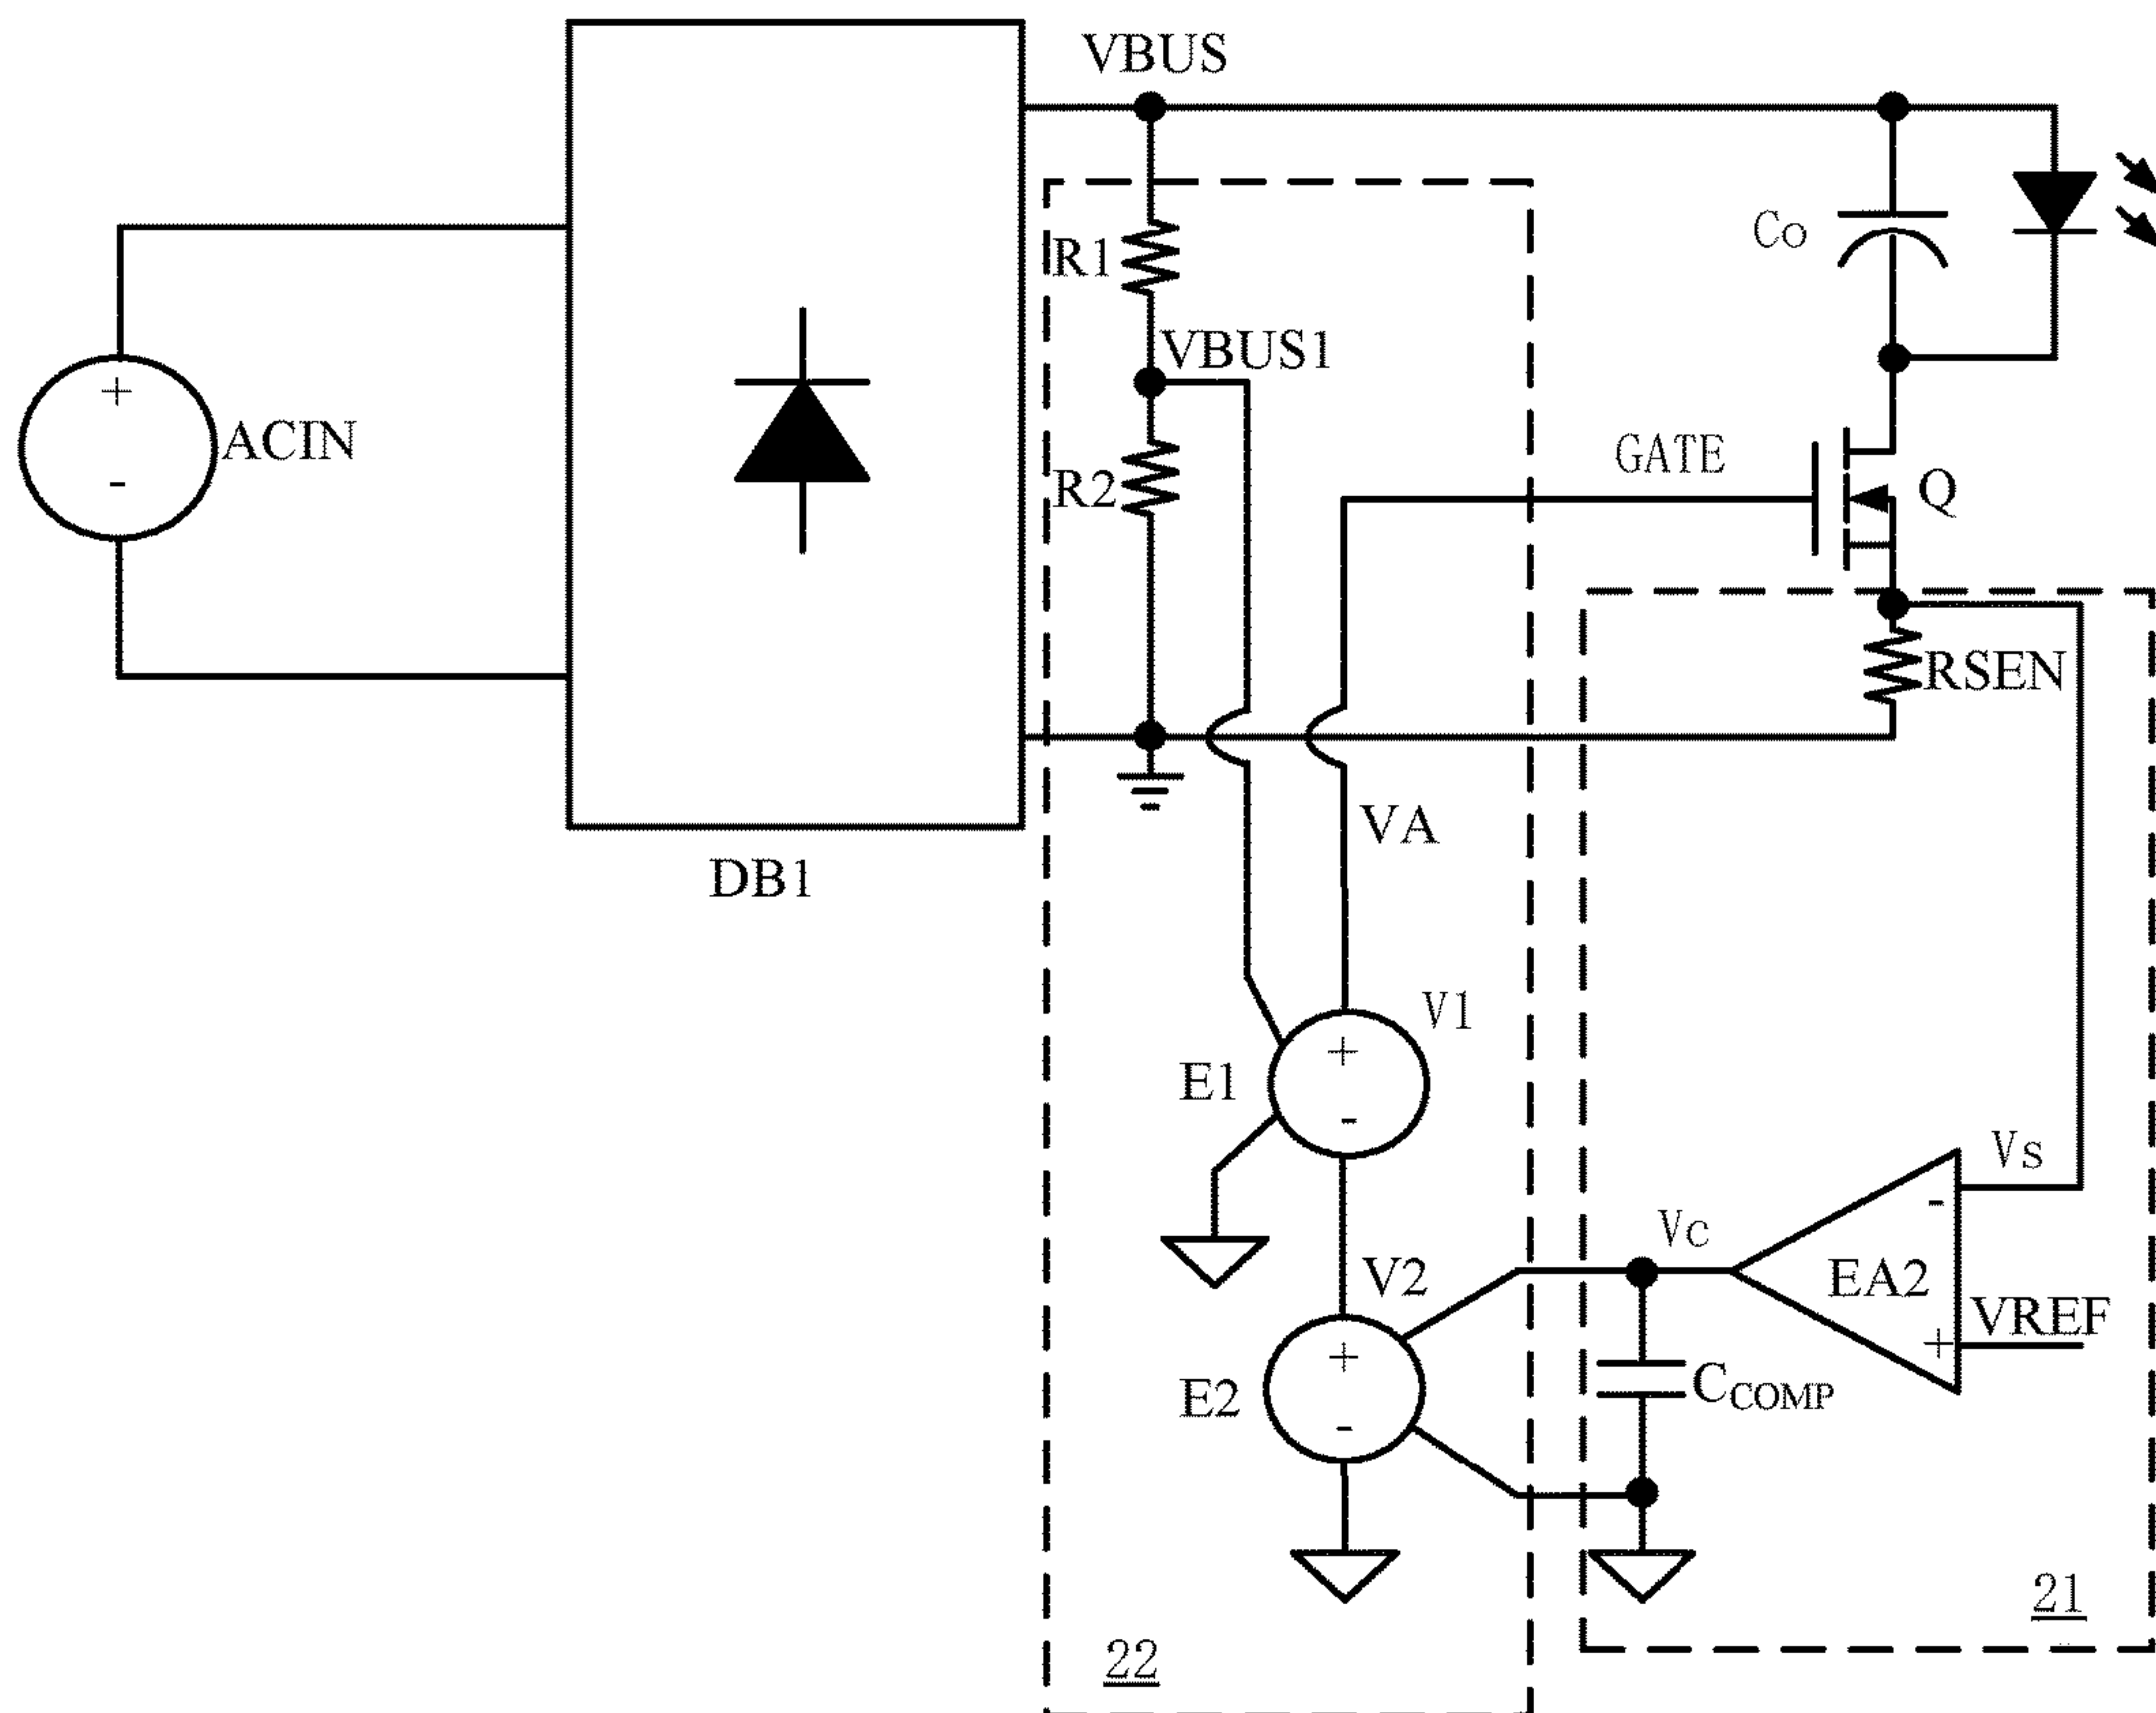 VBUS
Co
R1
VBUS1
+
ACIN
-
GATE
R2
Q
RSEN
VA
DB1
V1
+
E1
-
Vs
-
Vc
V2
EA2
VREF
+
+
E2
CCOMP
-
21
22